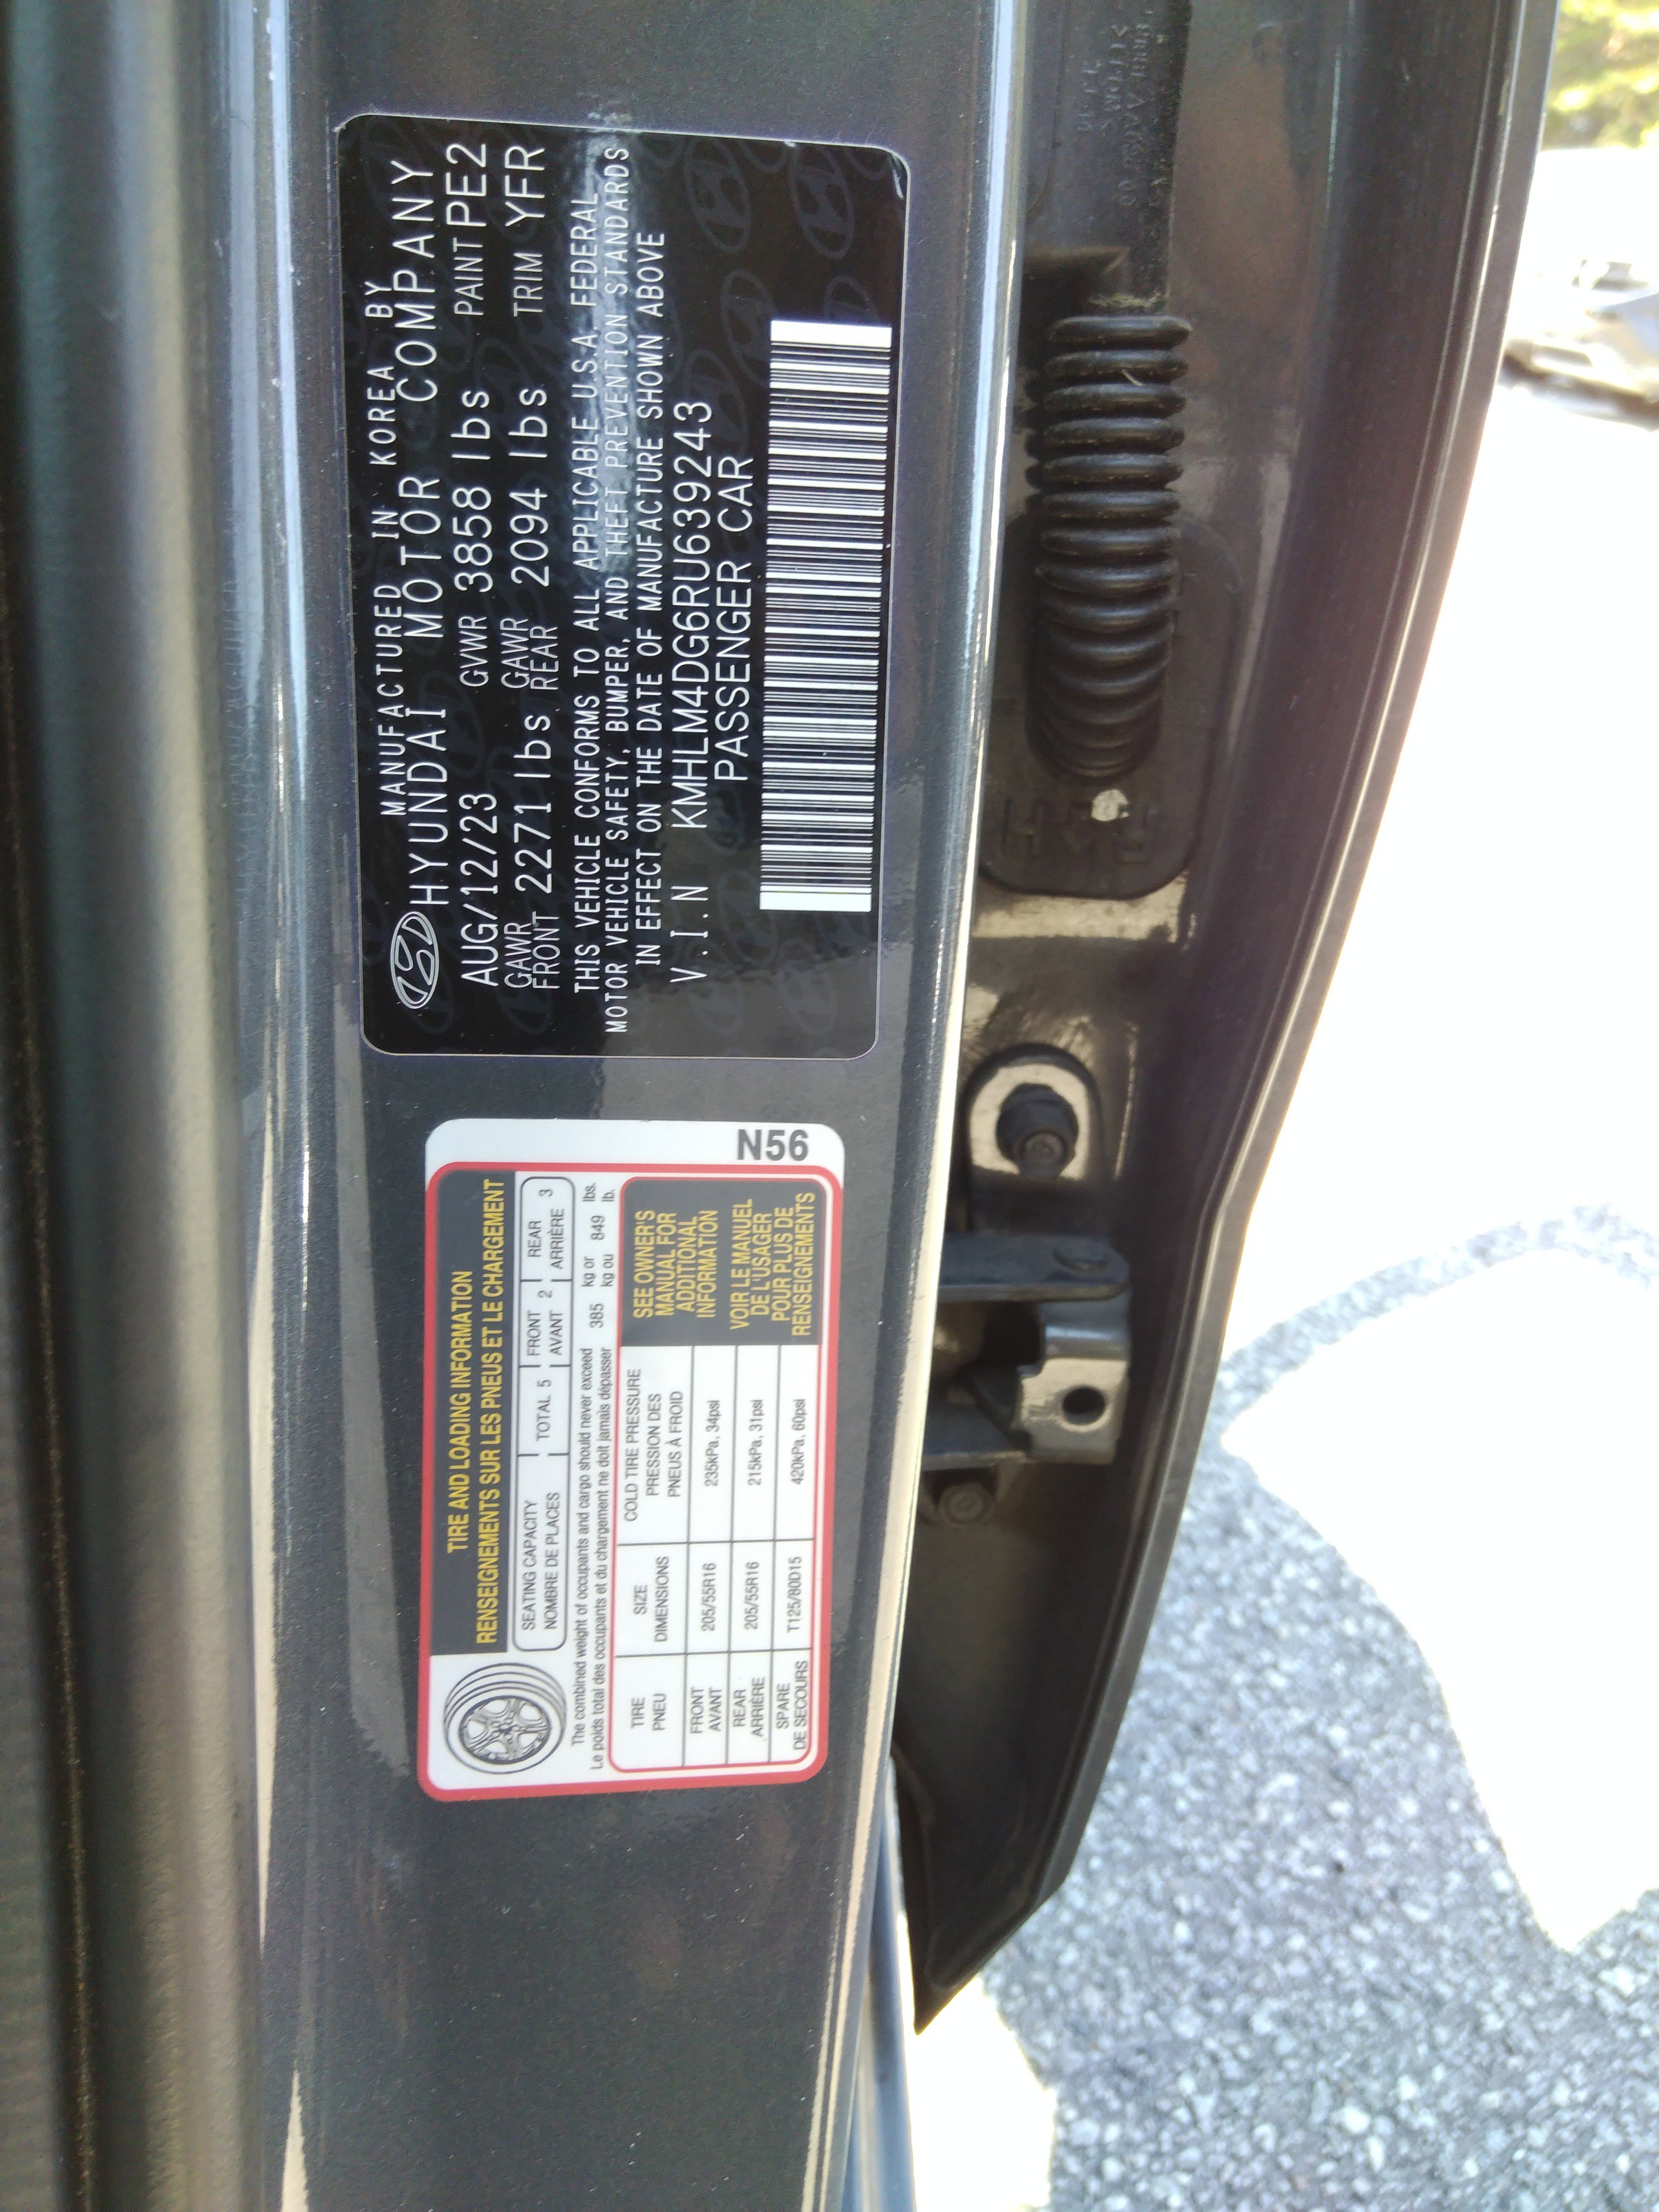 MANUFACTURED IN KOREA BY
HYUNDAI MOTOR COMPANY
AUG/12/23 GVWR 3858 lbs PAINT PE2
GAWR FRONT 2271 lbs GAWR REAR 2094 lbs TRIM YFR
THIS VEHICLE CONFORMS TO ALL APPLICABLE U.S.A. FEDERAL
MOTOR VEHICLE SAFETY, BUMPER, AND THEFT PREVENTION STANDARDS
IN EFFECT ON THE DATE OF MANUFACTURE SHOWN ABOVE
V.I.N KMHLM4DG6RU639243
PASSENGER CAR
TIRE AND LOADING INFORMATION
RENSEIGNEMENTS SUR LES PNEUS ET LE CHARGEMENT
SEATING CAPACITY TOTAL 5 FRONT 2 REAR 3
NOMBRE DE PLACES AVANT ARRIÈRE
The combined weight of occupants and cargo should never exceed 385 kg or 849 lbs.
Le poids total des occupants et du chargement ne doit jamais dépasser kg ou lb.
TIRE SIZE COLD TIRE PRESSURE
PNEU DIMENSIONS PRESSION DES PNEUS À FROID
FRONT AVANT 205/55R16 235kPa, 34psi
REAR ARRIÈRE 205/55R16 215kPa, 31psi
SPARE DE SECOURS T125/80D15 420kPa, 60psi
SEE OWNER'S
MANUAL FOR
ADDITIONAL
INFORMATION
VOIR LE MANUEL
DE L'USAGER
POUR PLUS DE
RENSEIGNEMENTS
N56